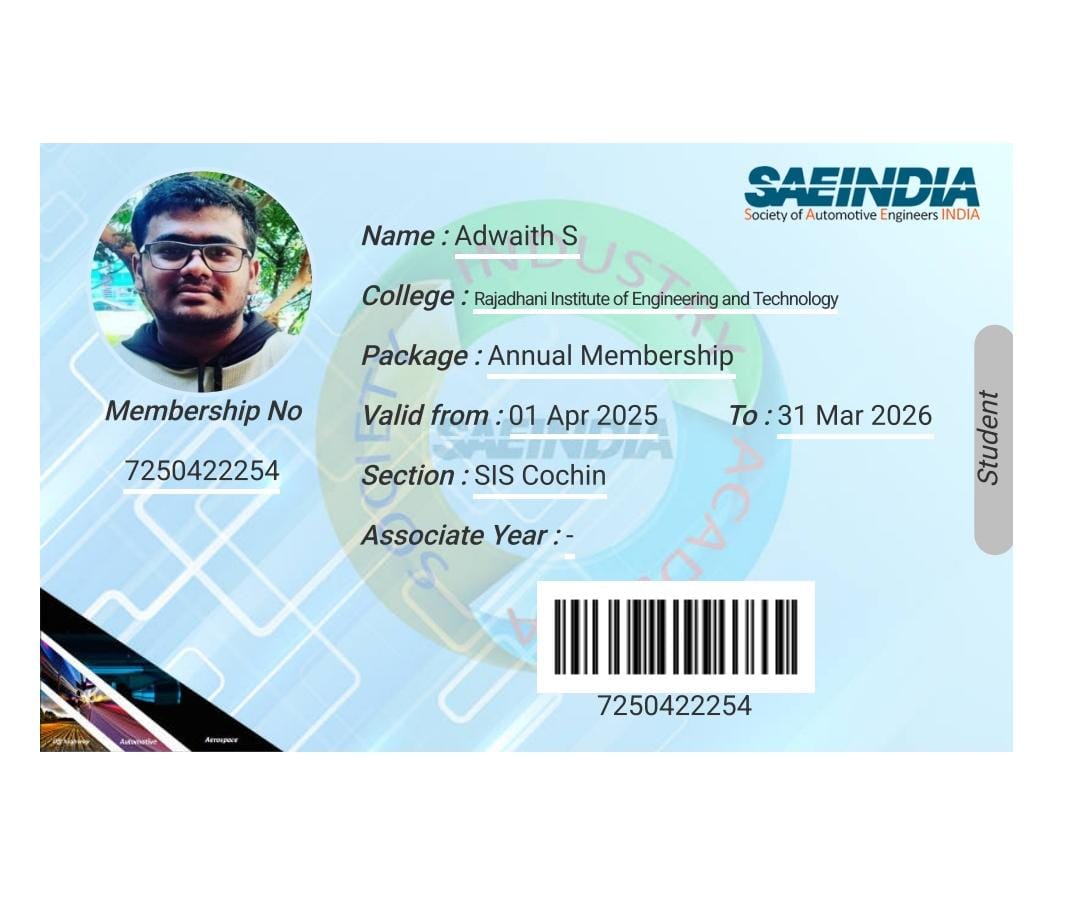 SAEINDIA
Society of Automotive Engineers INDIA
Name : Adwaith S
College : Rajadhani Institute of Engineering and Technology
Package : Annual Membership
Membership No
7250422254
Valid from : 01 Apr 2025 To : 31 Mar 2026
Section : SIS Cochin
Associate Year : -
Student
INDUSTRY
SOCIETY
SAEINDIA
7250422254
Automotive
Aerospace